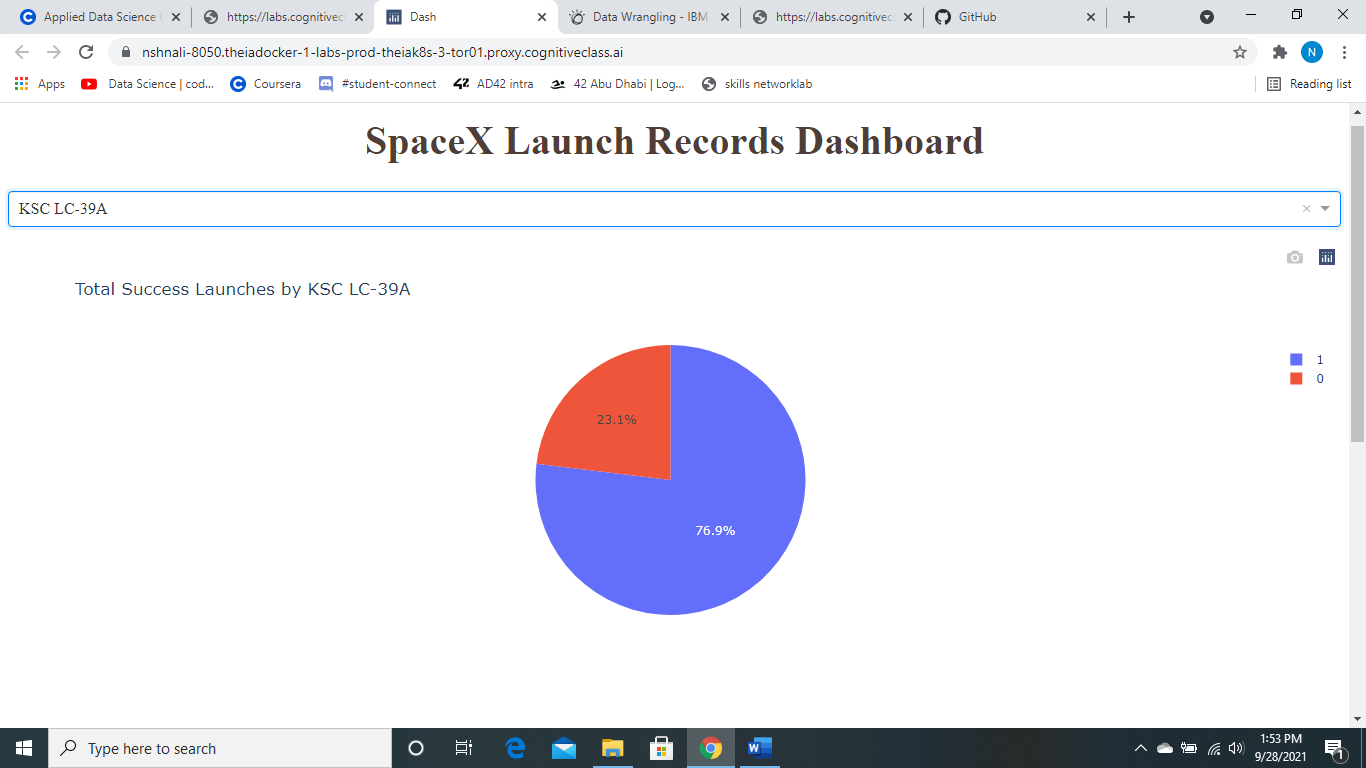 Applied Data Science
https://labs.cognitivec
Dash
Data Wrangling - IBM
https://labs.cognitivec
GitHub
nshnali-8050.theiadocker-1-labs-prod-theiak8s-3-tor01.proxy.cognitiveclass.ai
N
Apps
Data Science | cod...
Coursera
#student-connect
AD42 intra
42 Abu Dhabi | Log...
skills networklab
Reading list
SpaceX Launch Records Dashboard
KSC LC-39A
Total Success Launches by KSC LC-39A
1
0
23.1%
76.9%
Type here to search
1:53 PM
9/28/2021
1